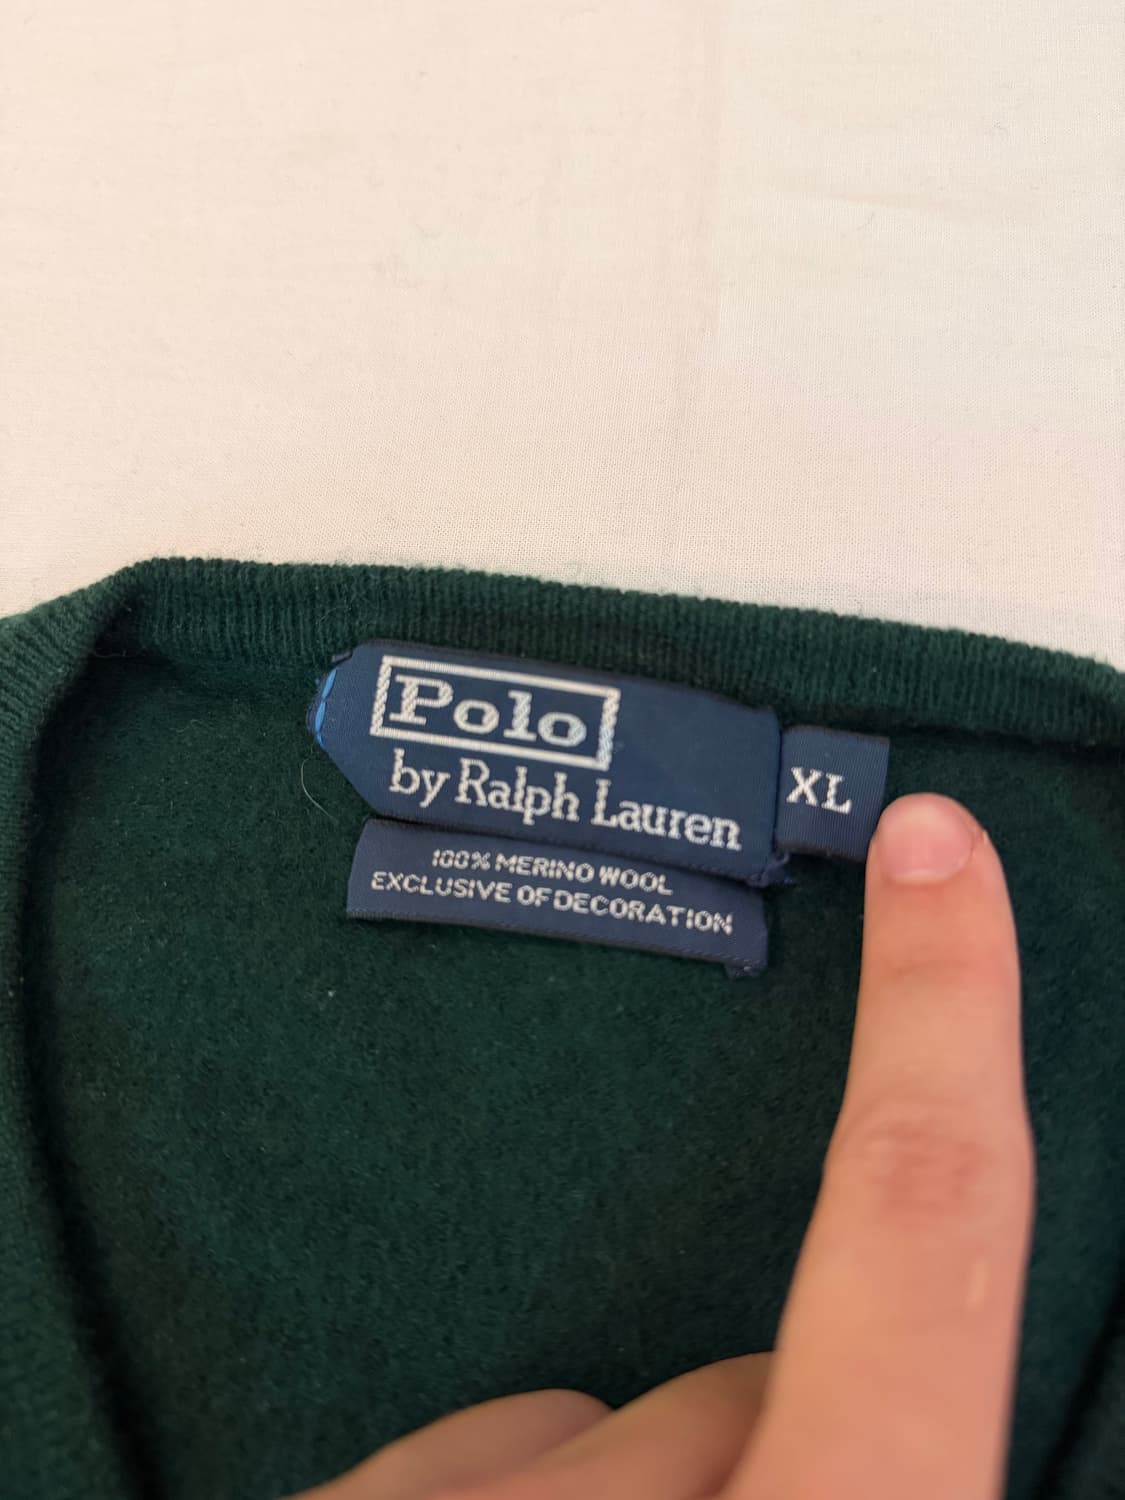 Polo
by Ralph Lauren
XL
100% MERINO WOOL
EXCLUSIVE OF DECORATION